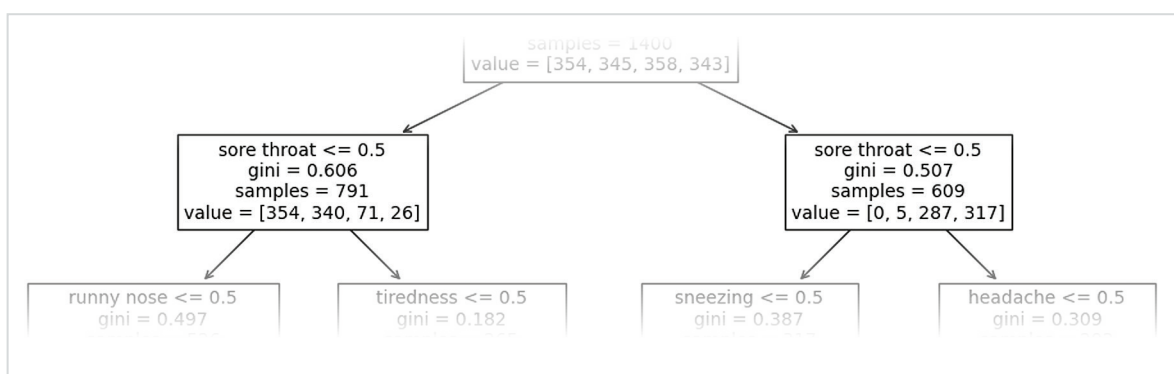 samples = 1400
value = [354, 345, 358, 343]
sore throat <= 0.5
gini = 0.606
samples = 791
value = [354, 340, 71, 26]
sore throat <= 0.5
gini = 0.507
samples = 609
value = [0, 5, 287, 317]
runny nose <= 0.5
gini = 0.497
tiredness <= 0.5
gini = 0.182
sneezing <= 0.5
gini = 0.387
headache <= 0.5
gini = 0.309